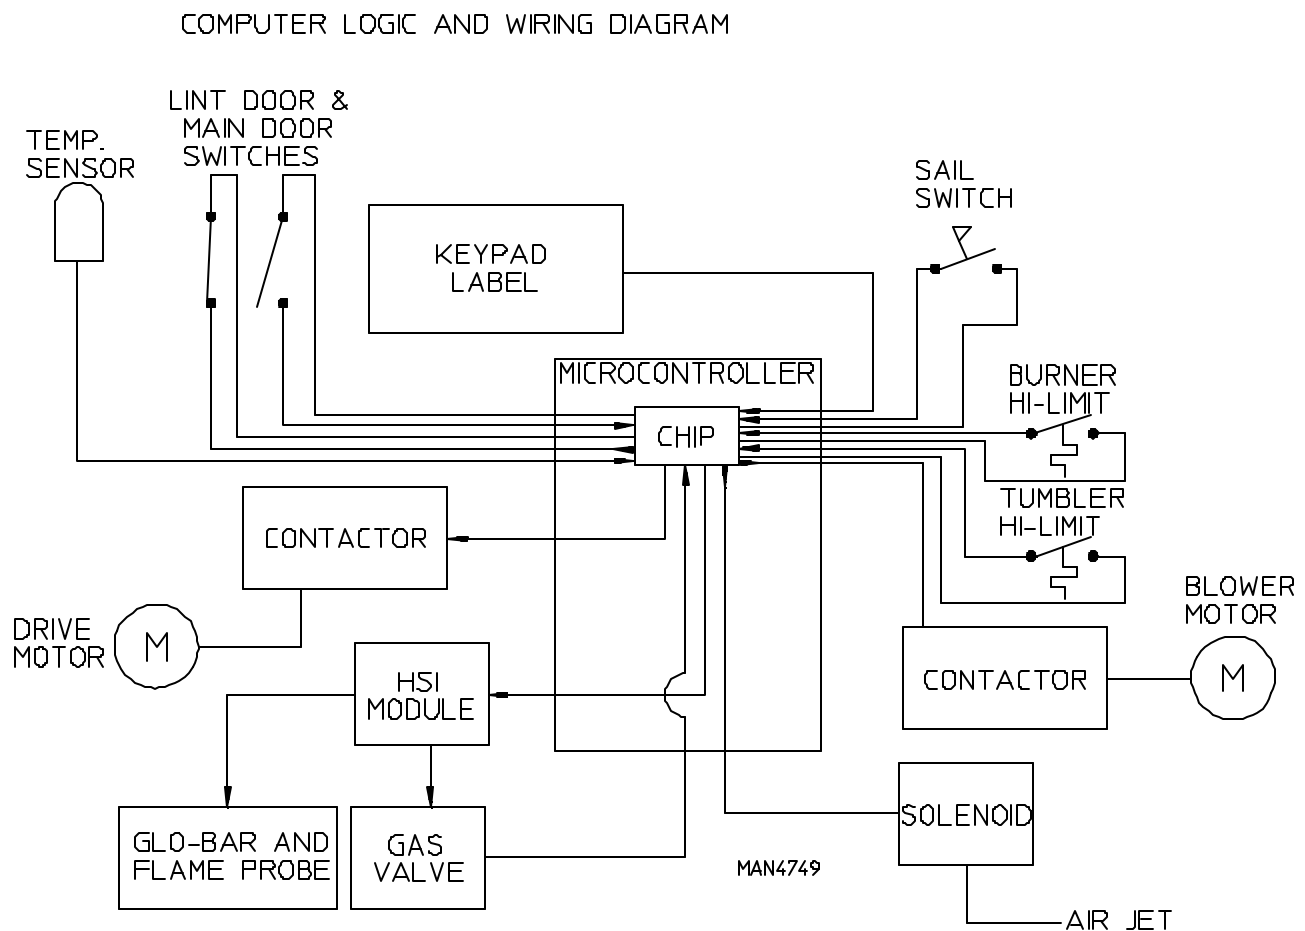 COMPUTER LOGIC AND WIRING DIAGRAM
LINT DOOR &
MAIN DOOR
SWITCHES
TEMP.
SENSOR
SAIL
SWITCH
KEYPAD
LABEL
MICROCONTROLLER
BURNER
HI-LIMIT
CHIP
TUMBLER
HI-LIMIT
CONTACTOR
BLOWER
MOTOR
DRIVE
MOTOR
M
HSI
MODULE
CONTACTOR
M
SOLENOID
GLO-BAR AND
FLAME PROBE
GAS
VALVE
MAN4749
AIR JET